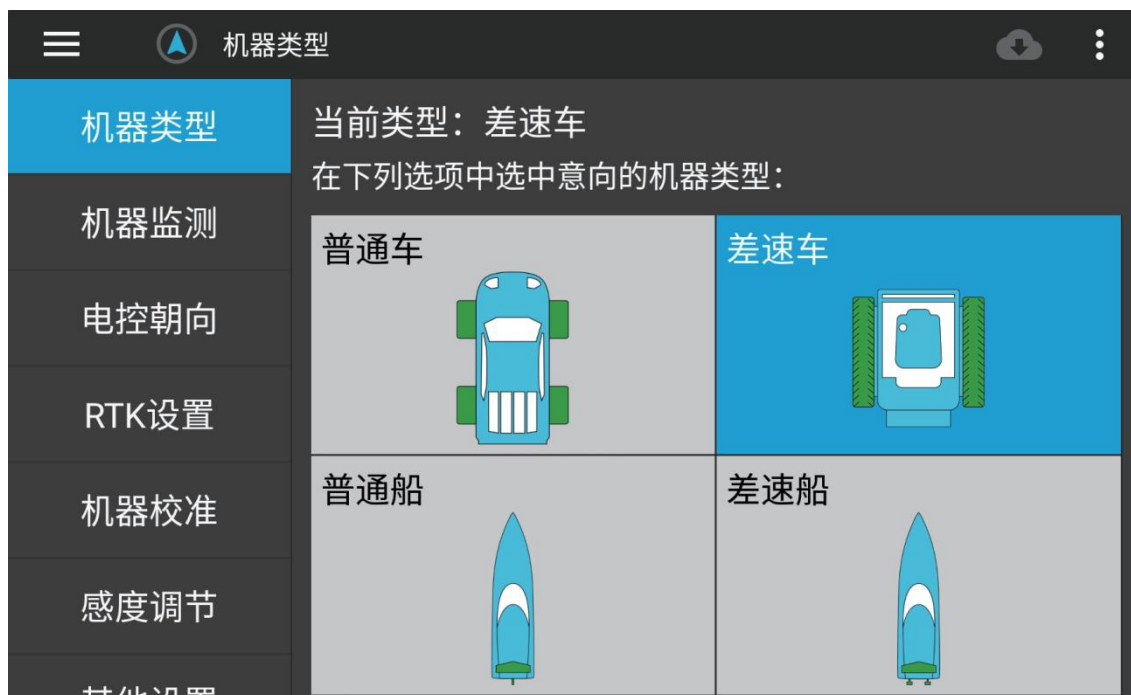 机器类型
机器类型
当前类型：差速车
在下列选项中选中意向的机器类型：
机器监测
电控朝向
RTK设置
机器校准
感度调节
普通车
差速车
普通船
差速船